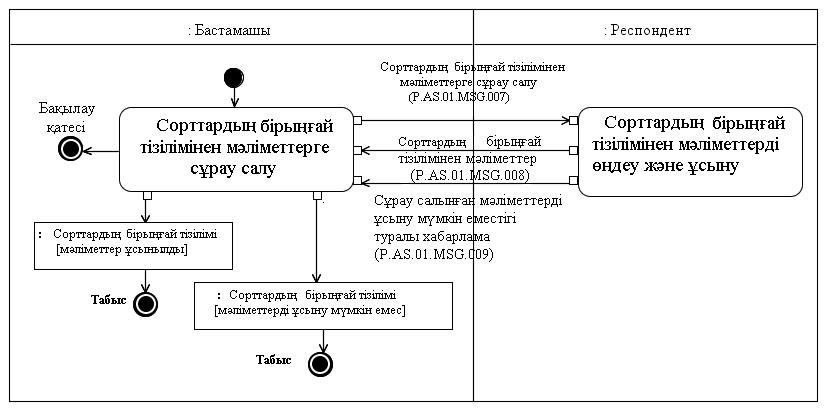 : Бастамашы
: Респондент
Сорттардың бірыңғай тізілімінен
мәліметтерге сұрау салу
(P.AS.01.MSG.007)
Бақылау
қатесі
Сорттардың бірыңғай
тізілімінен мәліметтерге
сұрау салу
Сорттардың бірыңғай
тізілімінен мәліметтерді
өңдеу және ұсыну
Сорттардың бірыңғай
тізілімінен мәліметтер
(P.AS.01.MSG.008)
Сұрау салынған мәліметтерді
ұсыну мүмкін еместігі
туралы хабарлама
(P.AS.01.MSG.009)
: Сорттардың бірыңғай тізілімі
[мәліметтер ұсынылды]
Табыс
: Сорттардың бірыңғай тізілімі
[мәліметтерді ұсыну мүмкін емес]
Табыс